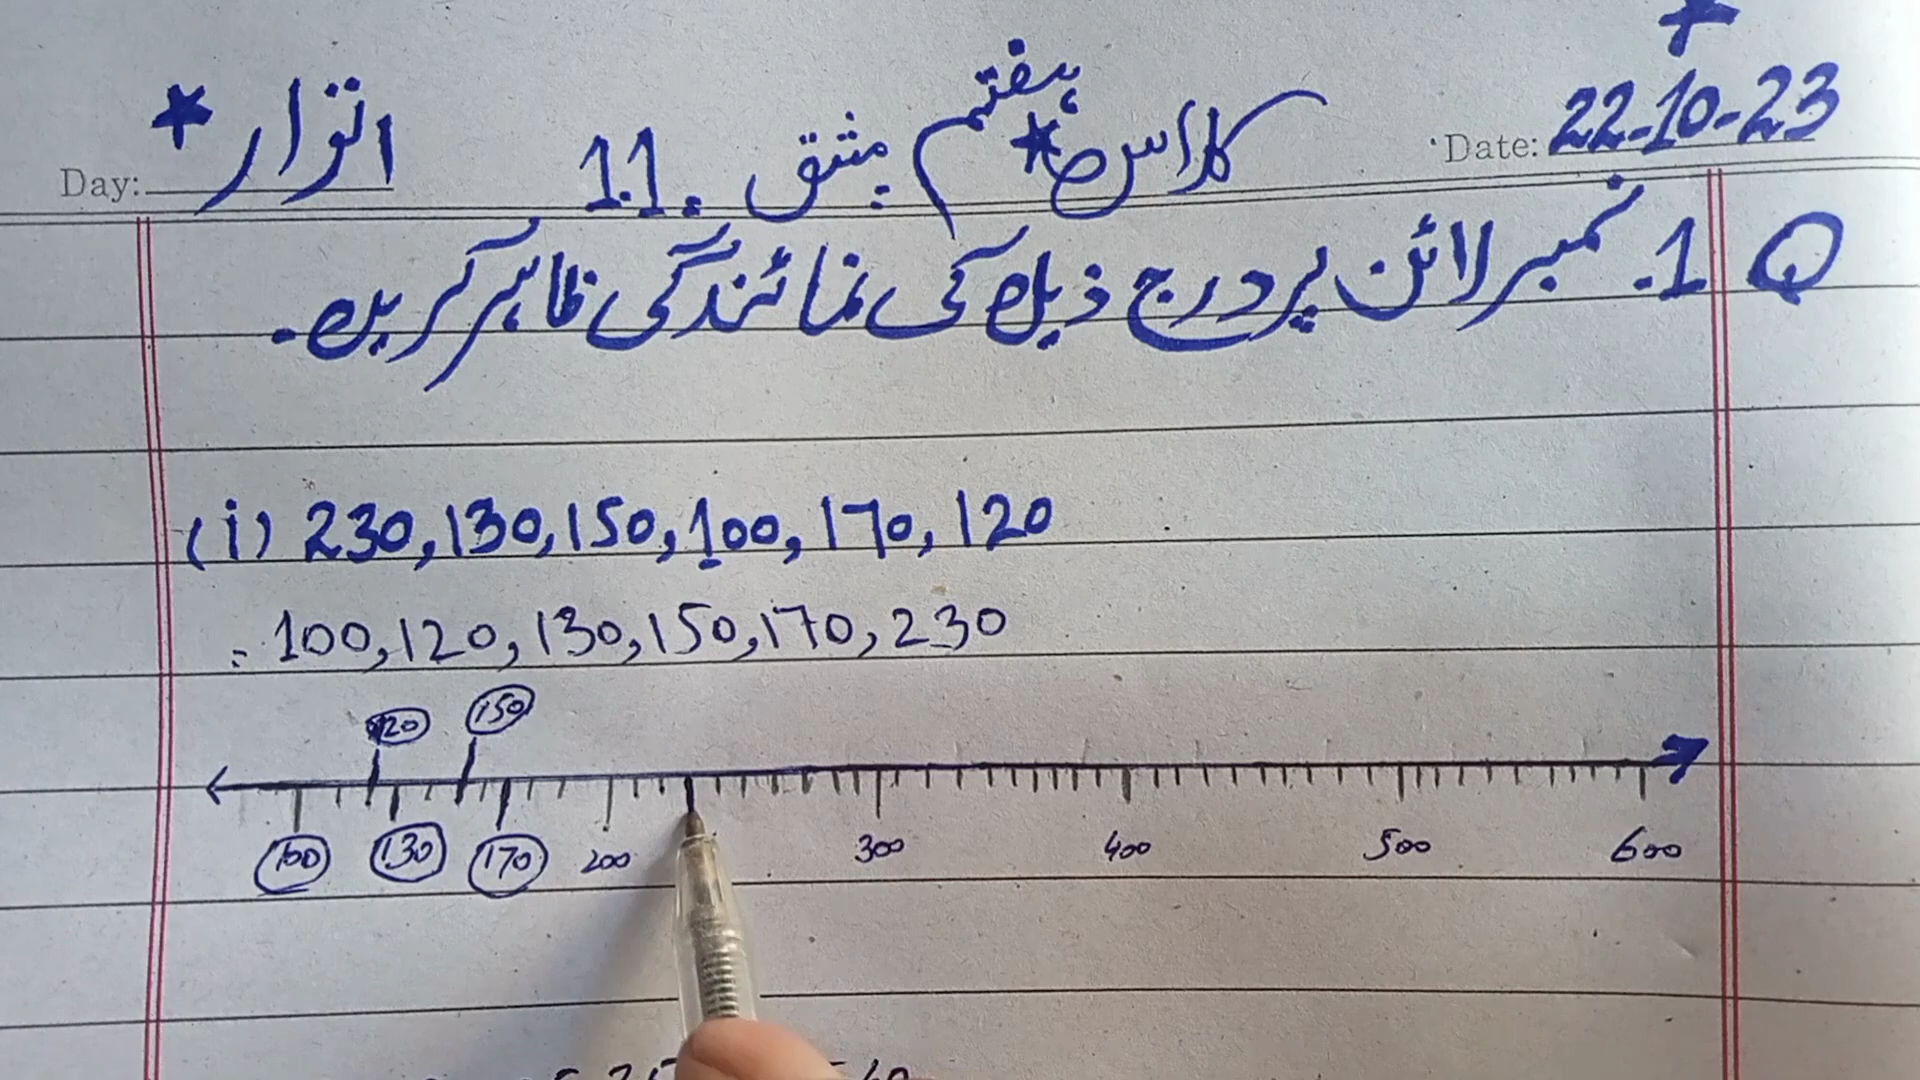 Day: اتوار Date: 22-10-23
کلاس ہفتم مشق 1.1
Q 1. نمبر لائن پر درج ذیل کی نمائندگی ظاہر کریں۔
(i) 230, 130, 150, 100, 170, 120
= 100, 120, 130, 150, 170, 230
120 150
100 130 170 200 300 400 500 600